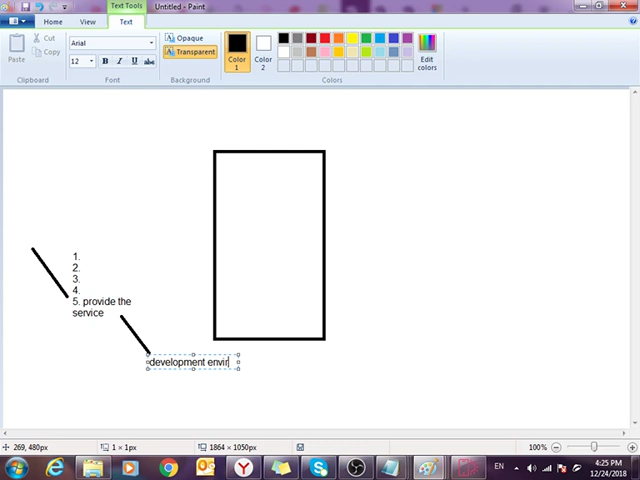 Text Tools
Untitled - Paint
Home
View
Text
Paste
Cut
Copy
Clipboard
Arial
12
B I U abc
Font
Opaque
Transparent
Background
Color 1
Color 2
Colors
Edit colors
1.
2.
3.
4.
5. provide the
service
development envir
269, 480px
1 × 1px
1864 × 1050px
100%
EN
4:25 PM
12/24/2018